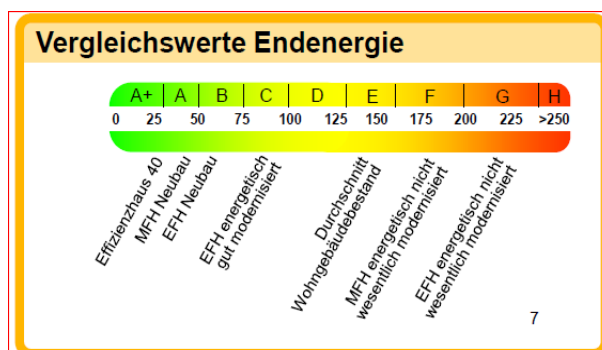 Vergleichswerte Endenergie
A+ A B C D E F G H
0 25 50 75 100 125 150 175 200 225 >250
Effizienzhaus 40
MFH Neubau
EFH Neubau
EFH energetisch
gut modernisiert
Durchschnitt
Wohngebäudebestand
MFH energetisch nicht
wesentlich modernisiert
EFH energetisch nicht
wesentlich modernisiert
7